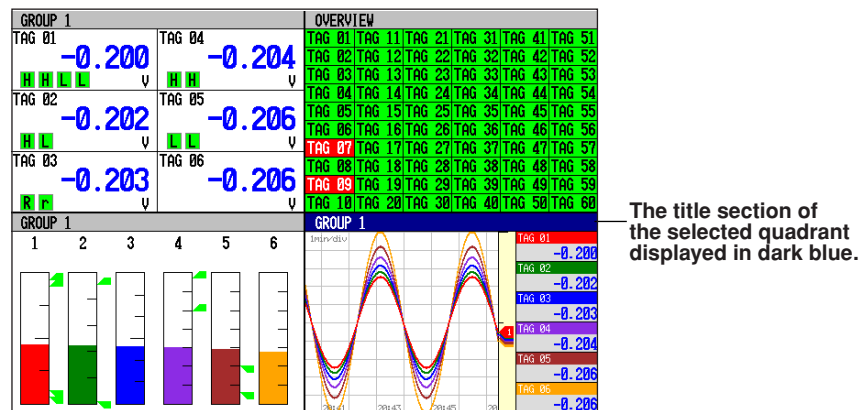 GROUP 1
TAG 01
-0.200
H H L L V
TAG 04
-0.204
H H V
TAG 02
-0.202
H L V
TAG 05
-0.206
L L V
TAG 03
-0.203
R r V
TAG 06
-0.206
V
OVERVIEW
TAG 01 TAG 11 TAG 21 TAG 31 TAG 41 TAG 51
TAG 02 TAG 12 TAG 22 TAG 32 TAG 42 TAG 52
TAG 03 TAG 13 TAG 23 TAG 33 TAG 43 TAG 53
TAG 04 TAG 14 TAG 24 TAG 34 TAG 44 TAG 54
TAG 05 TAG 15 TAG 25 TAG 35 TAG 45 TAG 55
TAG 06 TAG 16 TAG 26 TAG 36 TAG 46 TAG 56
TAG 07 TAG 17 TAG 27 TAG 37 TAG 47 TAG 57
TAG 08 TAG 18 TAG 28 TAG 38 TAG 48 TAG 58
TAG 09 TAG 19 TAG 29 TAG 39 TAG 49 TAG 59
TAG 10 TAG 20 TAG 30 TAG 40 TAG 50 TAG 60
GROUP 1
1 2 3 4 5 6
GROUP 1
1min/div
TAG 01
-0.200
TAG 02
-0.202
TAG 03
-0.203
1
TAG 04
-0.204
TAG 05
-0.206
TAG 06
-0.206
20:41 20:43 20:45 20
The title section of
the selected quadrant
displayed in dark blue.